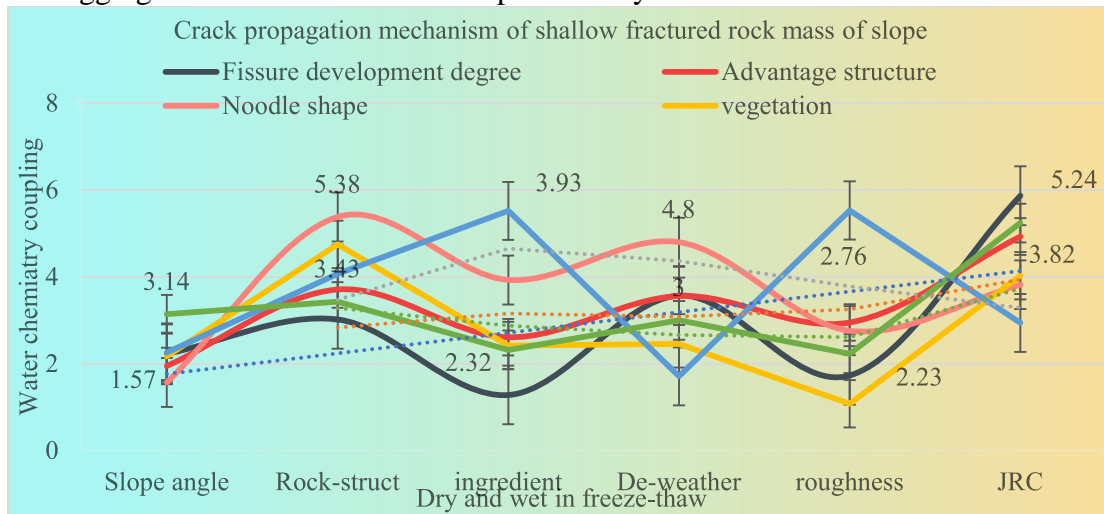 Crack propagation mechanism of shallow fractured rock mass of slope
Fissure development degree
Advantage structure
Noodle shape
vegetation
8
6
4
2
0
Water chemiatry coupling
3.14
1.57
5.38
3.43
3.93
2.32
4.8
3
2.76
2.23
5.24
3.82
Slope angle
Rock-struct
ingredient
De-weather
roughness
JRC
Dry and wet in freeze-thaw